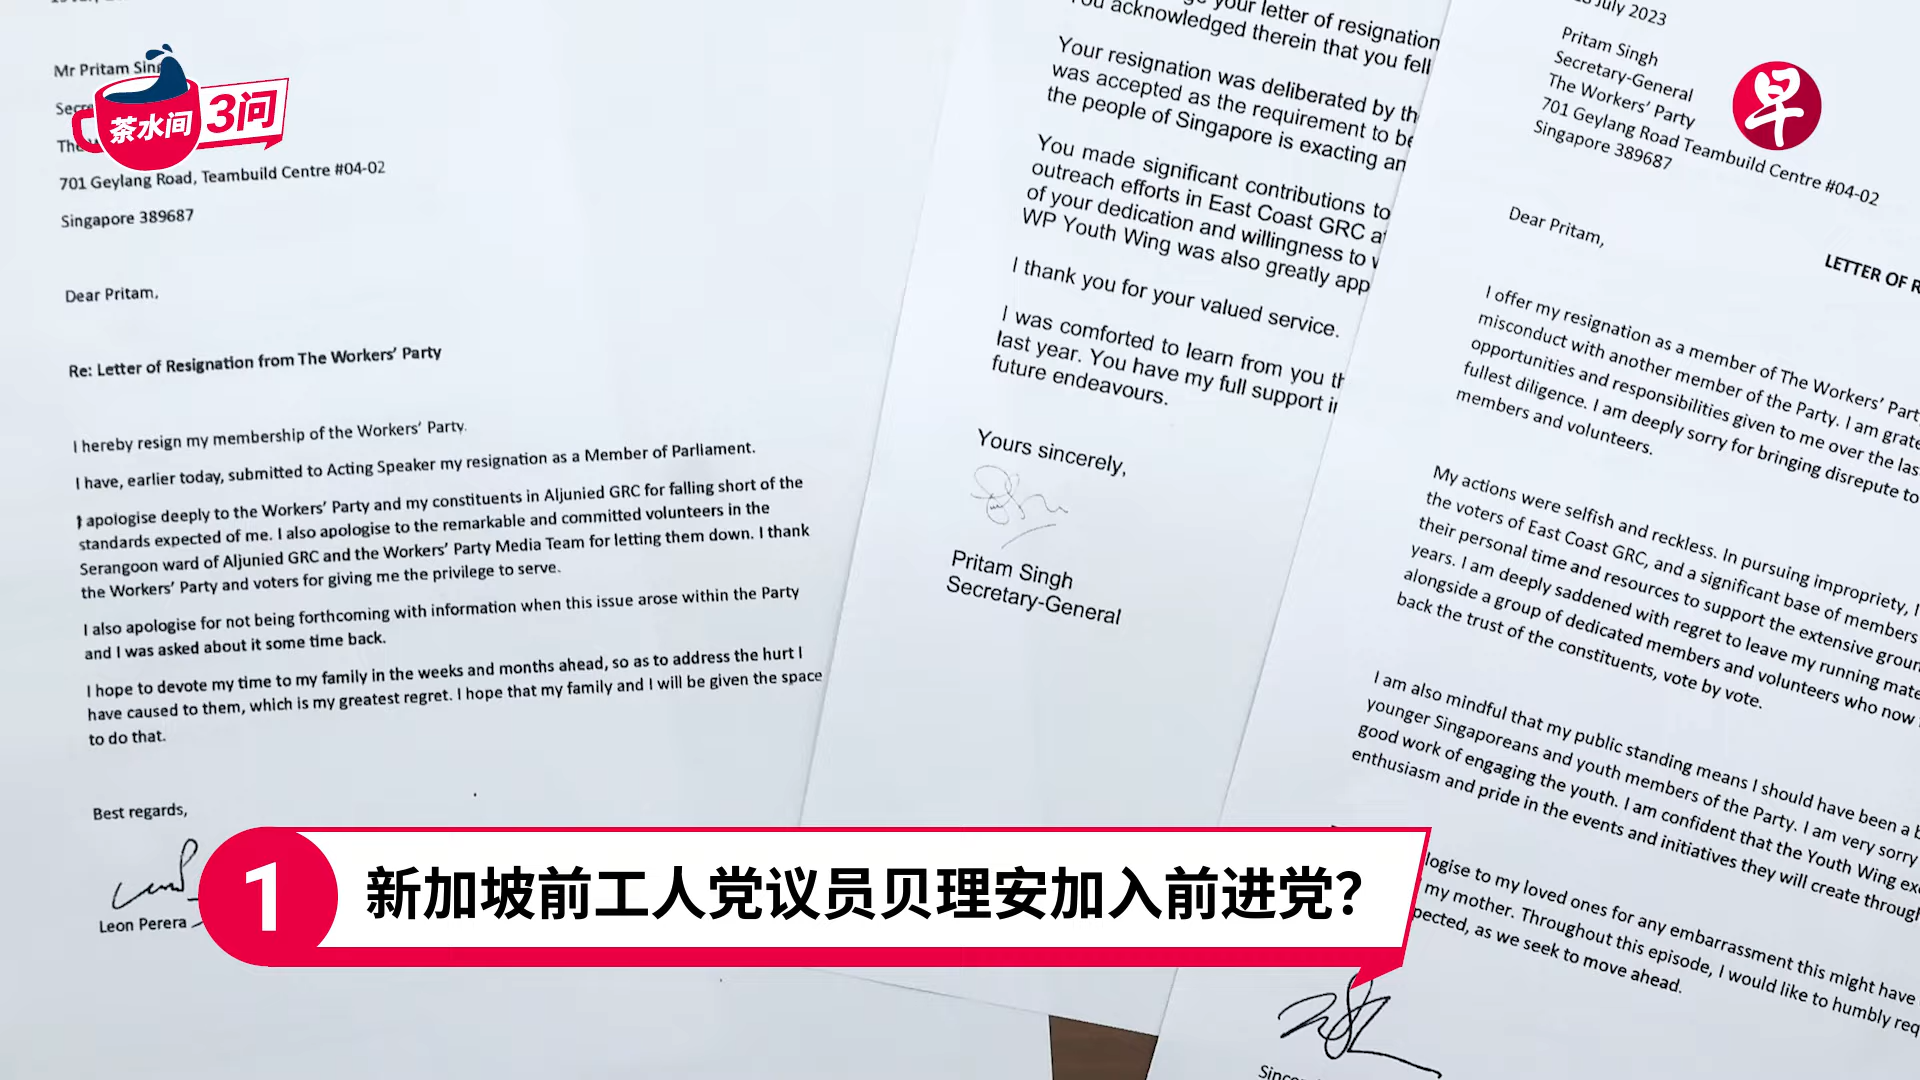 Mr Pritam Sing
701 Geylang Road, Teambuild Centre #04-02
Singapore 389687
Dear Pritam,
Re: Letter of Resignation from The Workers' Party
I hereby resign my membership of the Workers' Party.
I have, earlier today, submitted to Acting Speaker my resignation as a Member of Parliament.
I apologise deeply to the Workers' Party and my constituents in Aljunied GRC for falling short of the
standards expected of me. I also apologise to the remarkable and committed volunteers in the
Serangoon ward of Aljunied GRC and the Workers' Party Media Team for letting them down. I thank
the Workers' Party and voters for giving me the privilege to serve.
I also apologise for not being forthcoming with information when this issue arose within the Party
and I was asked about it some time back.
I hope to devote my time to my family in the weeks and months ahead, so as to address the hurt I
have caused to them, which is my greatest regret. I hope that my family and I will be given the space
to do that.
Best regards,
Leon Perera
your letter of resignation
You acknowledged therein that you fell
Your resignation was deliberated by th
was accepted as the requirement to be
the people of Singapore is exacting an
You made significant contributions to
outreach efforts in East Coast GRC a
of your dedication and willingness to
WP Youth Wing was also greatly app
I thank you for your valued service.
I was comforted to learn from you th
last year. You have my full support in
future endeavours.
Yours sincerely,
Pritam Singh
Secretary-General
July 2023
Pritam Singh
Secretary-General
The Workers' Party
701 Geylang Road Teambuild Centre #04-02
Singapore 389687
Dear Pritam,
LETTER OF R
I offer my resignation as a member of The Workers' Part
misconduct with another member of the Party. I am grate
opportunities and responsibilities given to me over the las
fullest diligence. I am deeply sorry for bringing disrepute to
members and volunteers.
My actions were selfish and reckless. In pursuing impropriety, I
the voters of East Coast GRC, and a significant base of members
their personal time and resources to support the extensive groun
years. I am deeply saddened with regret to leave my running mate
alongside a group of dedicated members and volunteers who now
back the trust of the constituents, vote by vote.
I am also mindful that my public standing means I should have been a b
younger Singaporeans and youth members of the Party. I am very sorry
good work of engaging the youth. I am confident that the Youth Wing ex
enthusiasm and pride in the events and initiatives they will create through
logise to my loved ones for any embarrassment this might have
my mother. Throughout this episode, I would like to humbly req
pected, as we seek to move ahead.
Since
茶水间 3问
早
1 新加坡前工人党议员贝理安加入前进党？